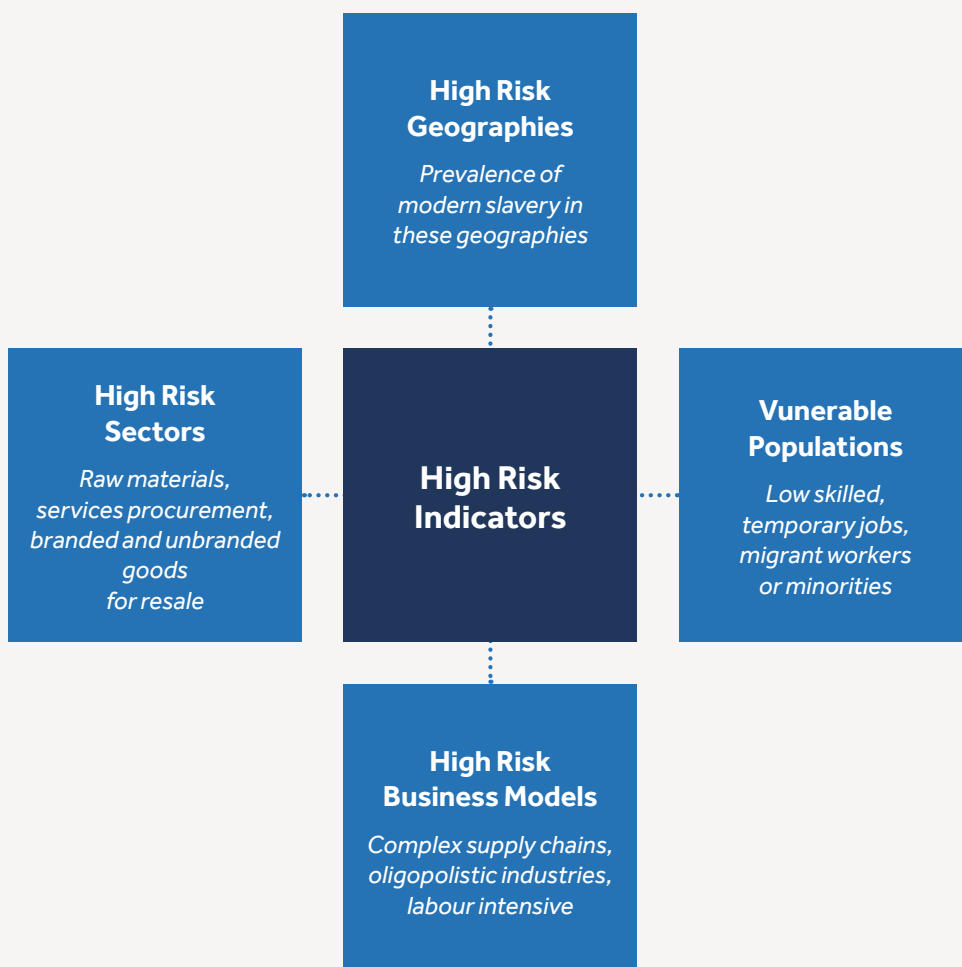 High Risk
Geographies
Prevalence of
modern slavery in
these geographies
High Risk
Sectors
Raw materials,
services procurement,
branded and unbranded
goods
for resale
High Risk
Indicators
Vunerable
Populations
Low skilled,
temporary jobs,
migrant workers
or minorities
High Risk
Business Models
Complex supply chains,
oligopolistic industries,
labour intensive